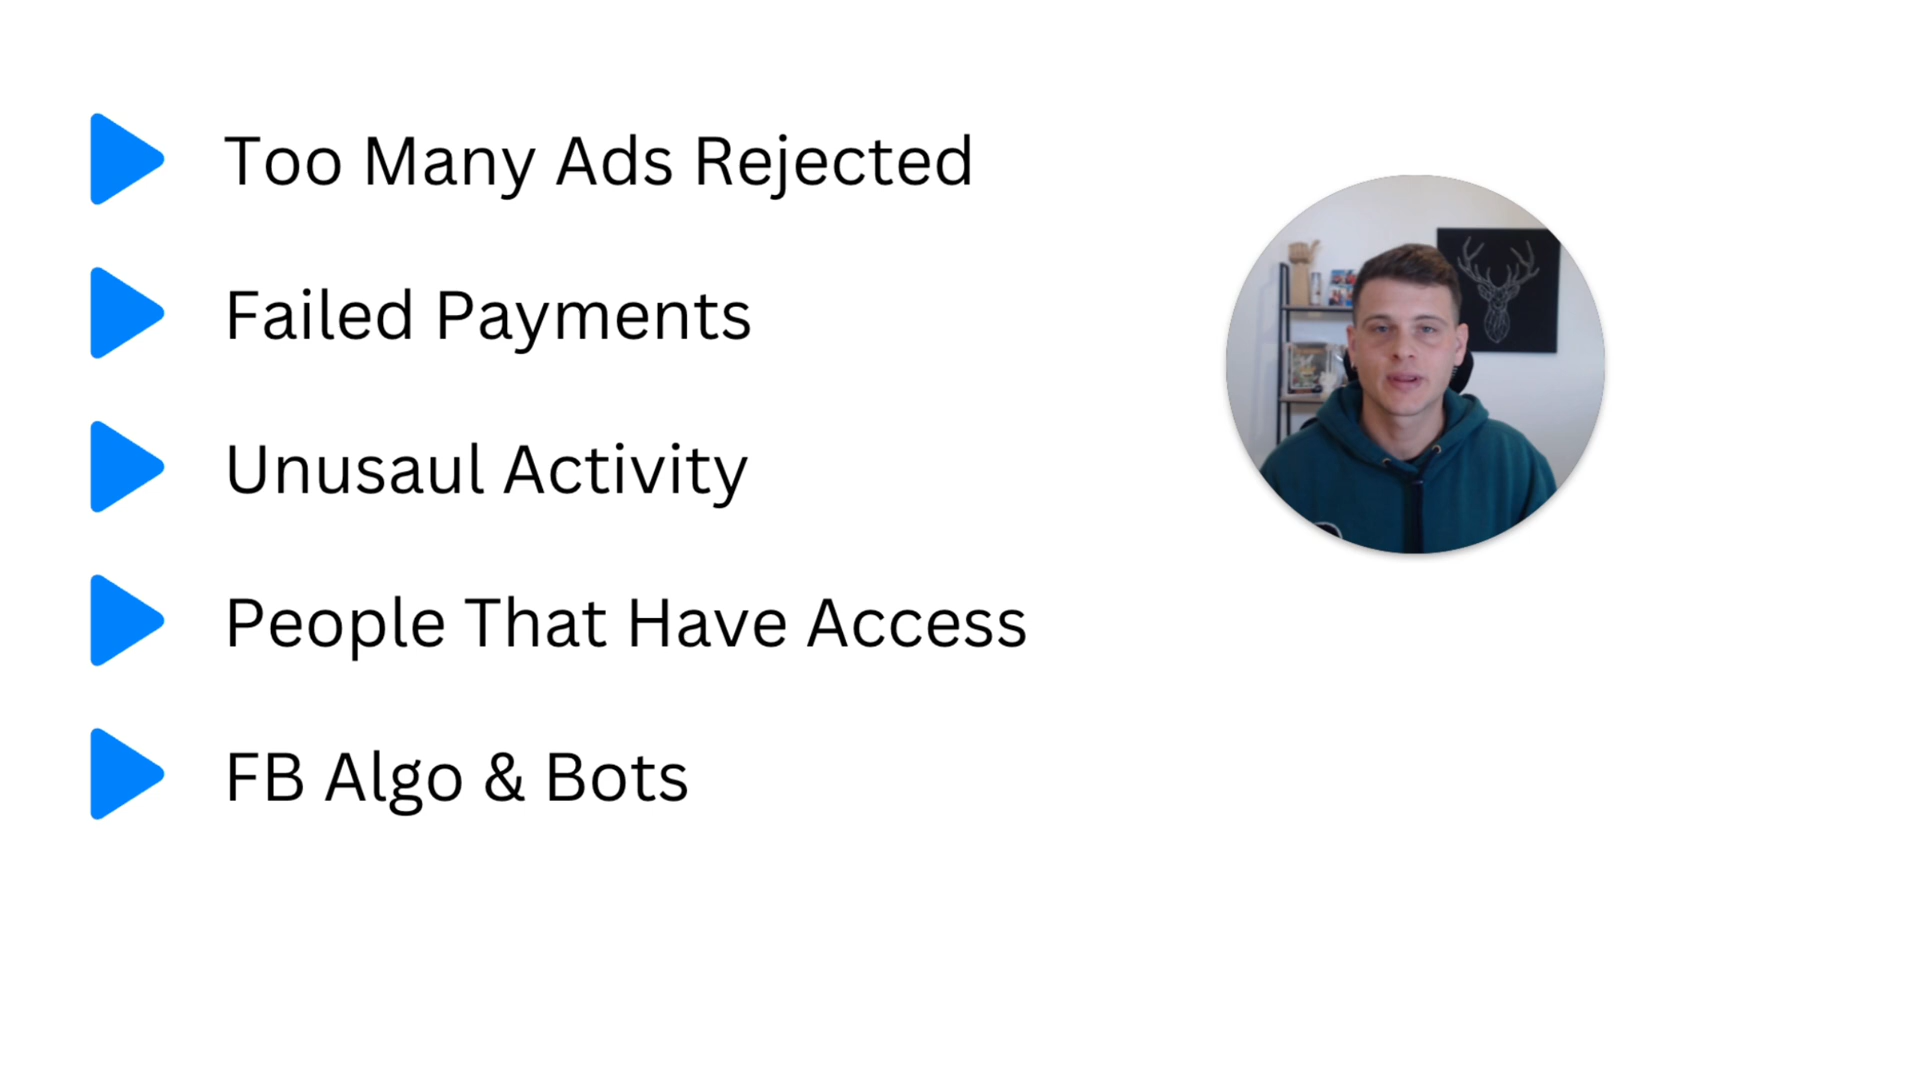 Too Many Ads Rejected
Failed Payments
Unusaul Activity
People That Have Access
FB Algo & Bots